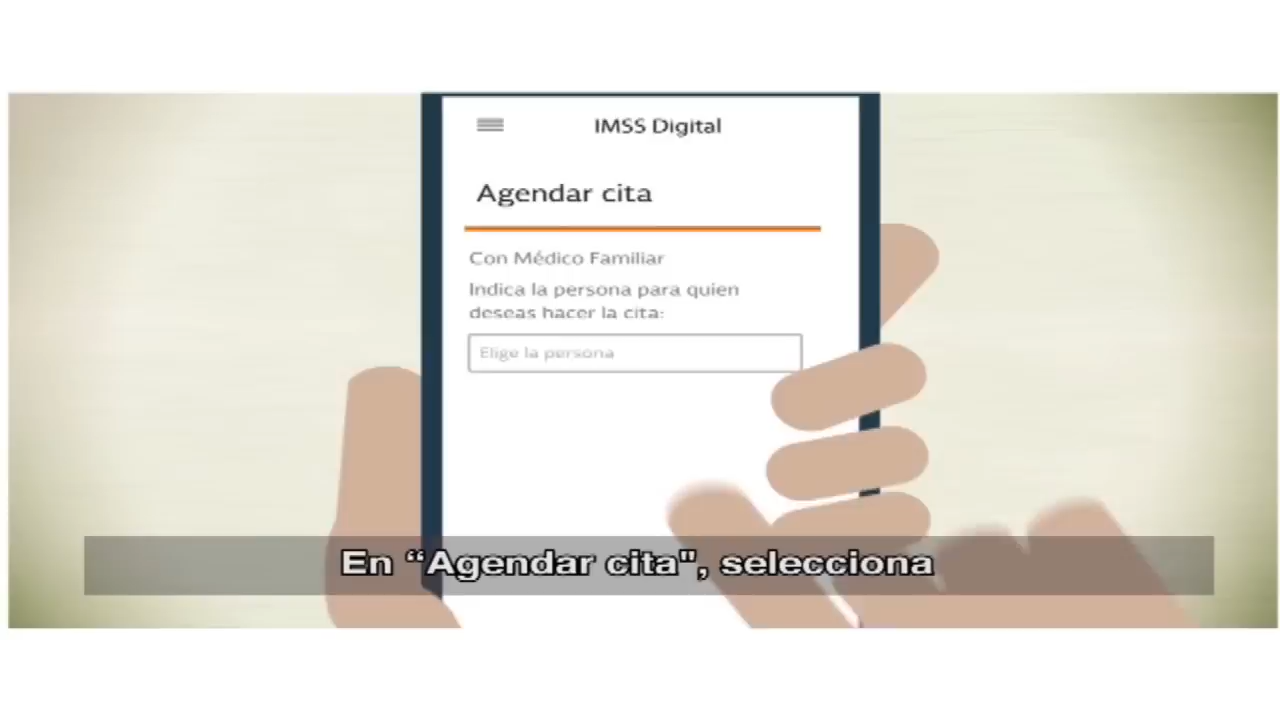 IMSS Digital
Agendar cita
Con Médico Familiar
Indica la persona para quien
deseas hacer la cita:
Elige la persona
En “Agendar cita", selecciona